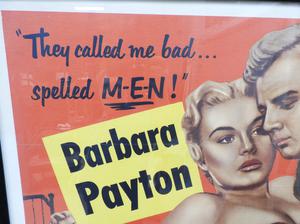 "They called me bad...
spelled M-E-N!"
Barbara
Payton